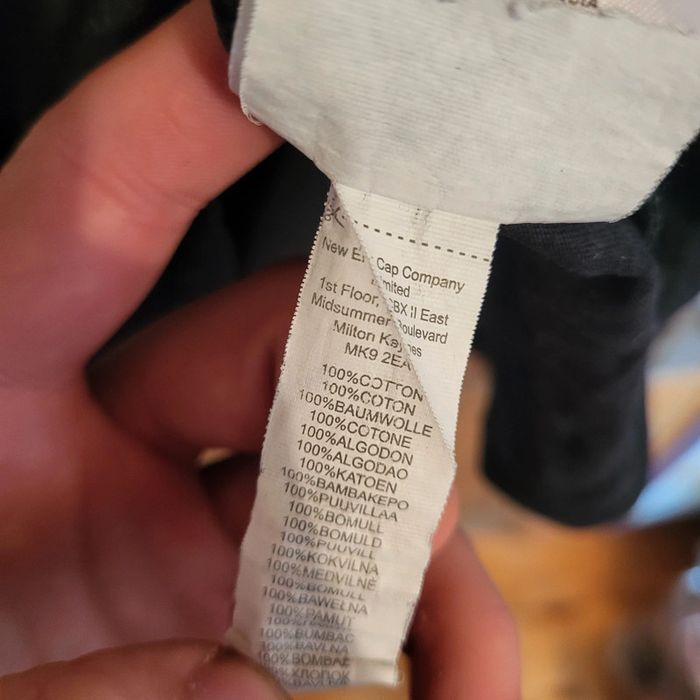 New Era Cap Company
Limited
1st Floor, CBX II East
Midsummer Boulevard
Milton Keynes
MK9 2EA
100%COTTON
100%COTON
100%BAUMWOLLE
100%COTONE
100%ALGODON
100%ALGODAO
100%KATOEN
100%BAMBAKEPO
100%PUUVILLAA
100%BOMULL
100%BOMULD
100%PUUVILL
100%KOKVILNA
100%MEDVILNĖ
100%BOMULL
100%BAWEŁNA
100%PAMUT
100%BUMBAC
100%BAVLNA
100%BOMBAŽ